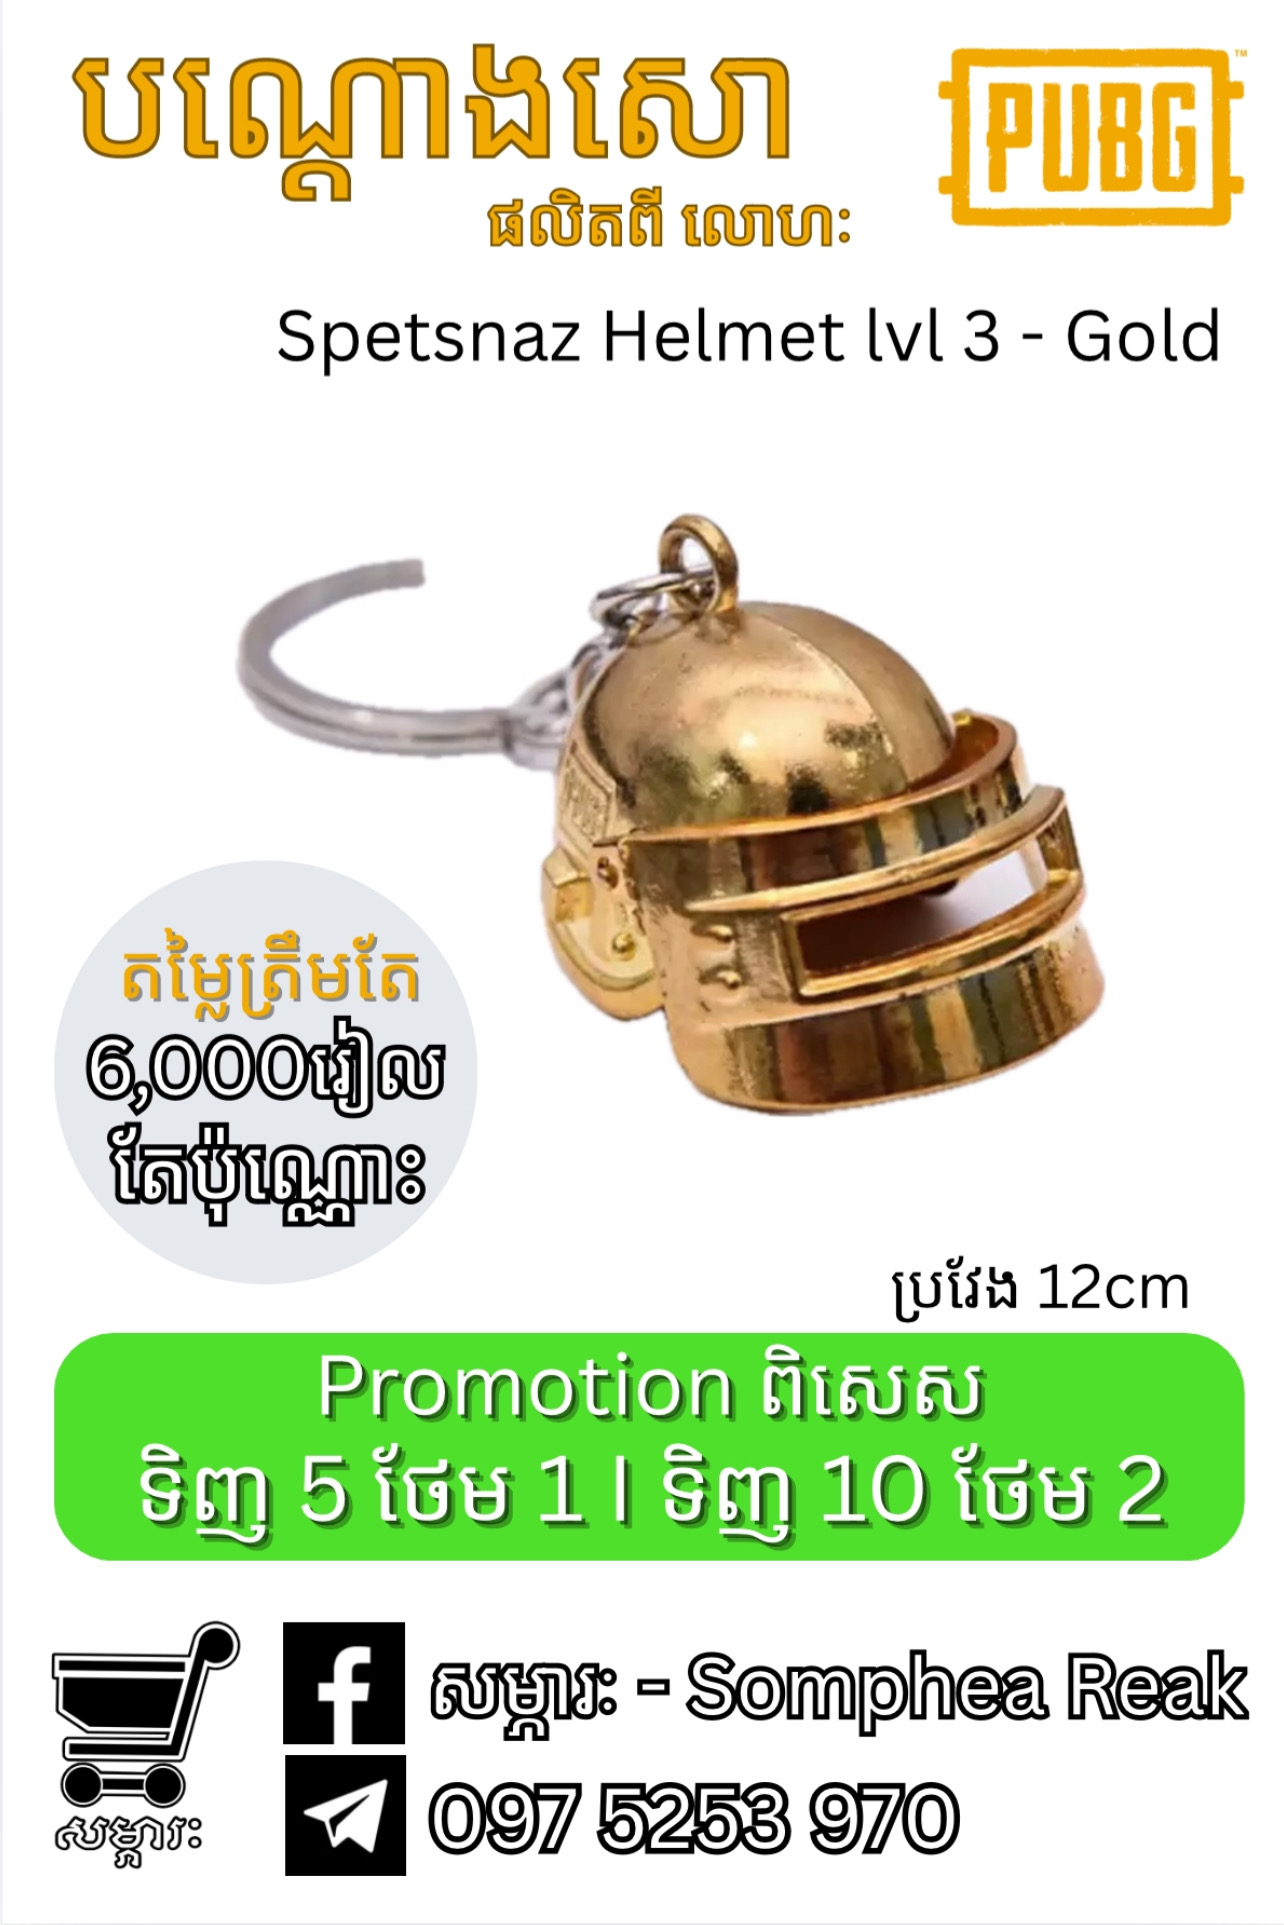 បណ្ដោងសោ
PUBG
TM
ផលិតពី លោហៈ
Spetsnaz Helmet lvl 3 - Gold
តម្លៃត្រឹមតែ
6,000រៀល
តែប៉ុណ្ណោះ
ប្រវែង 12cm
Promotion ពិសេស
ទិញ 5 ថែម 1 | ទិញ 10 ថែម 2
សម្ភារៈ - Somphea Reak
097 5253 970
សម្ភារៈ